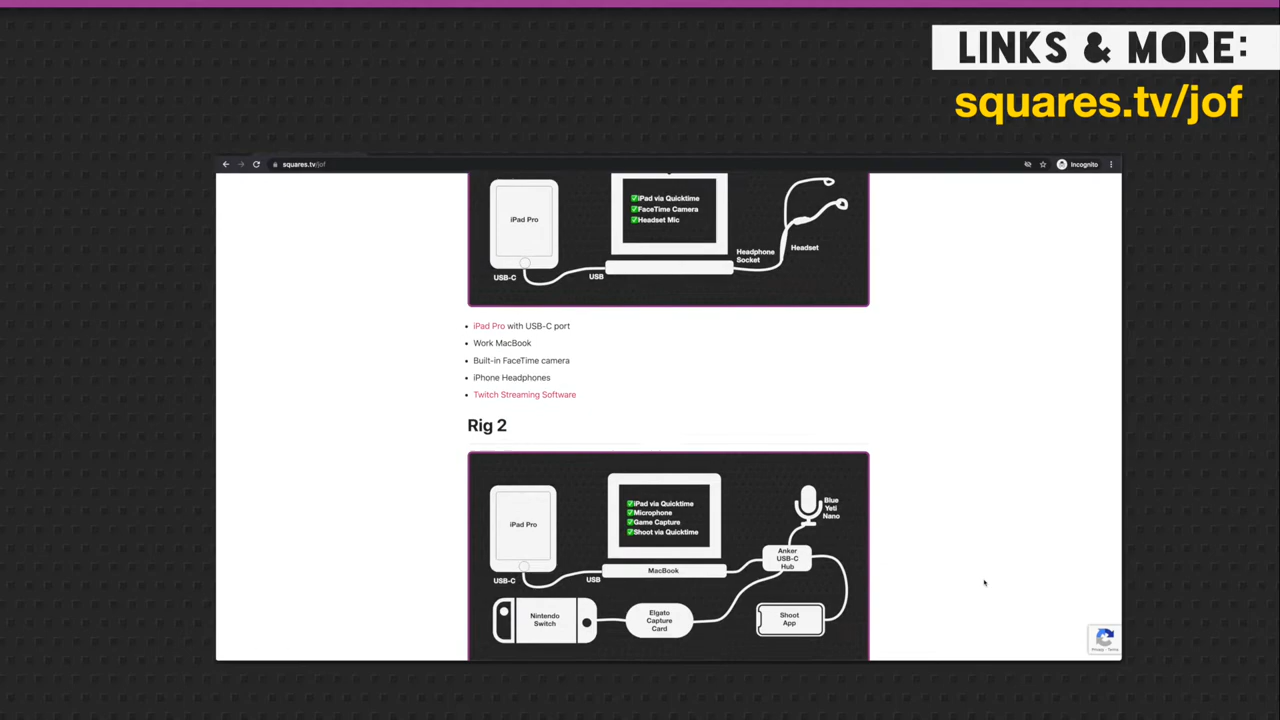 LINKS & MORE:
squares.tv/jof
squares.tv/jof
Incognito
iPad Pro
iPad via Quicktime
FaceTime Camera
Headset Mic
Headphone
Socket
Headset
USB-C
USB
iPad Pro with USB-C port
Work MacBook
Built-in FaceTime camera
iPhone Headphones
Twitch Streaming Software
Rig 2
iPad Pro
iPad via Quicktime
Microphone
Game Capture
Shoot via Quicktime
Blue
Yeti
Nano
Anker
USB-C
Hub
MacBook
USB-C
USB
Nintendo
Switch
Elgato
Capture
Card
Shoot
App
Privacy - Terms